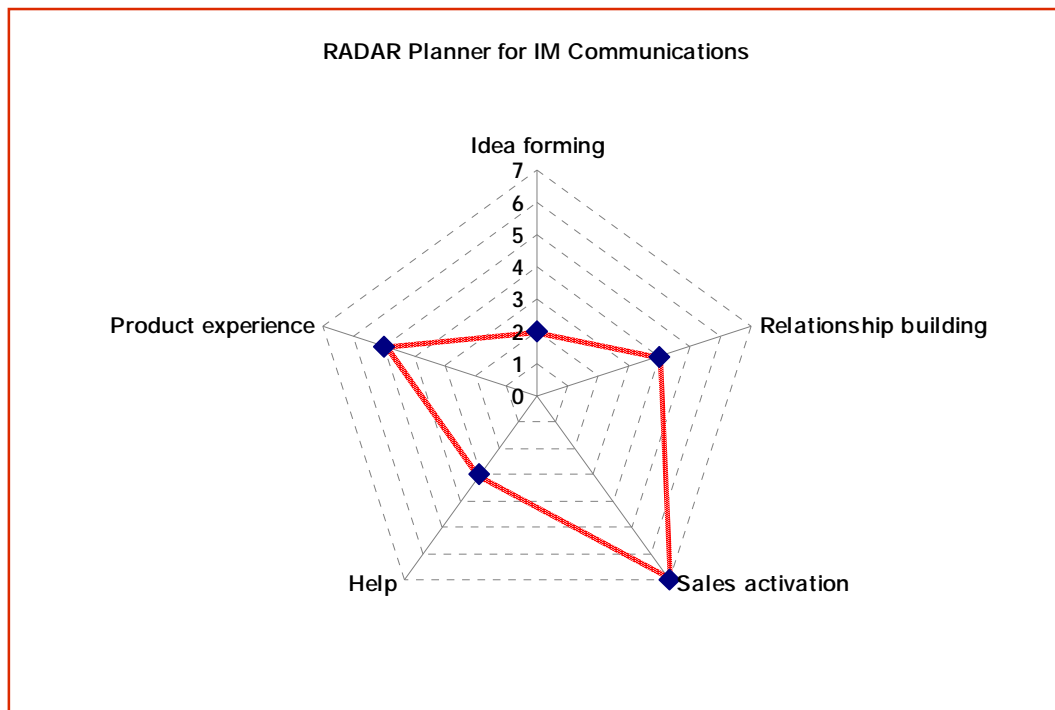 RADAR Planner for IM Communications
Idea forming
7
6
5
4
3
2
1
0
Product experience
Relationship building
Help
Sales activation